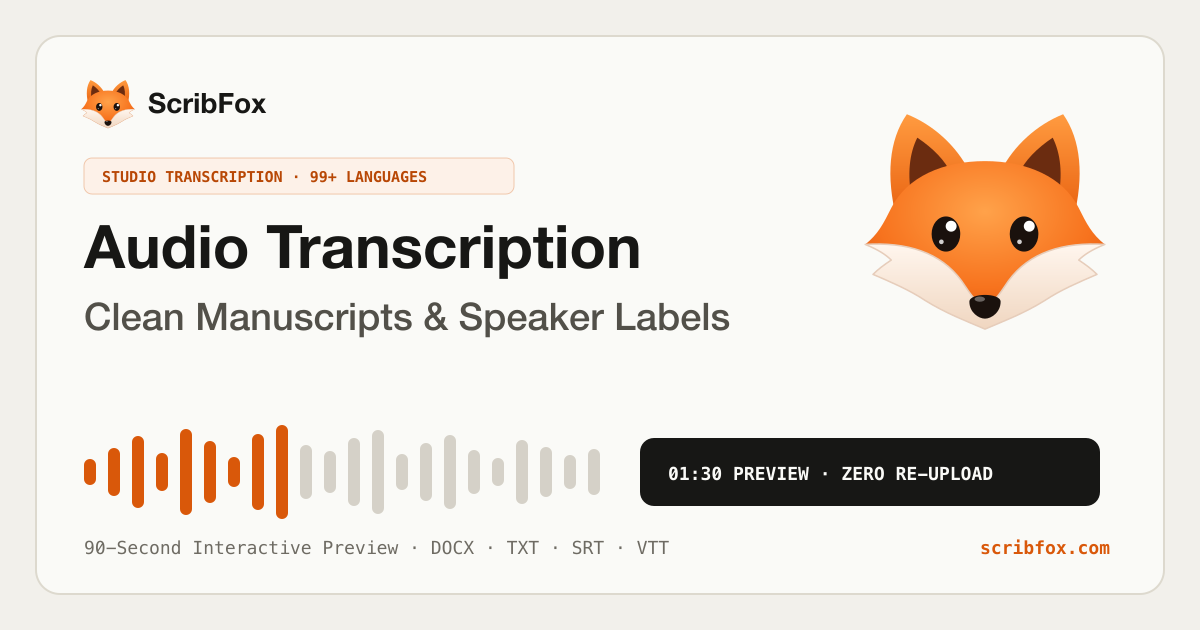 ScribFox
STUDIO TRANSCRIPTION · 99+ LANGUAGES
Audio Transcription
Clean Manuscripts & Speaker Labels
01:30 PREVIEW · ZERO RE–UPLOAD
90–Second Interactive Preview · DOCX · TXT · SRT · VTT
scribfox.com